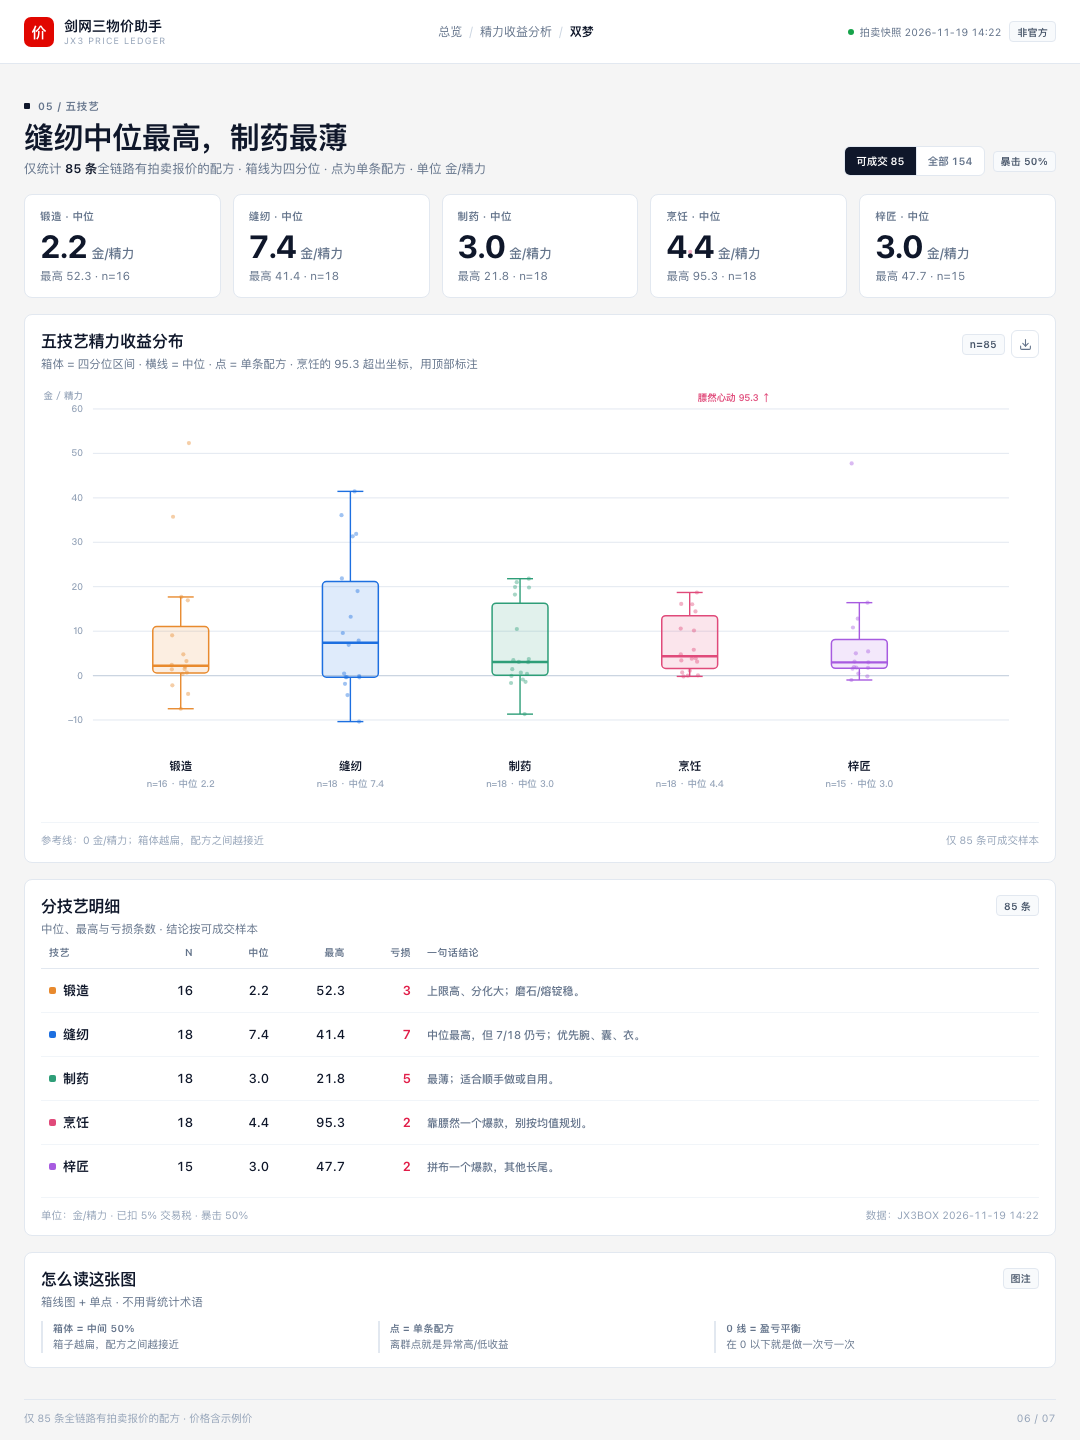 价
剑网三物价助手
JX3 PRICE LEDGER
总览 / 精力收益分析 / 双梦
拍卖快照 2026-11-19 14:22
非官方
05 / 五技艺
缝纫中位最高，制药最薄
仅统计 85 条全链路有拍卖报价的配方 · 箱线为四分位 · 点为单条配方 · 单位 金/精力
可成交 85
全部 154
暴击 50%
锻造 · 中位
2.2 金/精力
最高 52.3 · n=16
缝纫 · 中位
7.4 金/精力
最高 41.4 · n=18
制药 · 中位
3.0 金/精力
最高 21.8 · n=18
烹饪 · 中位
4.4 金/精力
最高 95.3 · n=18
梓匠 · 中位
3.0 金/精力
最高 47.7 · n=15
五技艺精力收益分布
箱体 = 四分位区间 · 横线 = 中位 · 点 = 单条配方 · 烹饪的 95.3 超出坐标，用顶部标注
n=85
金 / 精力
膘然心动 95.3 ↑
60
50
40
30
20
10
0
−10
锻造
n=16 · 中位 2.2
缝纫
n=18 · 中位 7.4
制药
n=18 · 中位 3.0
烹饪
n=18 · 中位 4.4
梓匠
n=15 · 中位 3.0
参考线：0 金/精力；箱体越扁，配方之间越接近
仅 85 条可成交样本
分技艺明细
85 条
中位、最高与亏损条数 · 结论按可成交样本
技艺 N 中位 最高 亏损 一句话结论
锻造 16 2.2 52.3 3 上限高、分化大；磨石/熔锭稳。
缝纫 18 7.4 41.4 7 中位最高，但 7/18 仍亏；优先腕、囊、衣。
制药 18 3.0 21.8 5 最薄；适合顺手做或自用。
烹饪 18 4.4 95.3 2 靠膘然一个爆款，别按均值规划。
梓匠 15 3.0 47.7 2 拼布一个爆款，其他长尾。
单位：金/精力 · 已扣 5% 交易税 · 暴击 50%
数据：JX3BOX 2026-11-19 14:22
怎么读这张图
图注
箱线图 + 单点 · 不用背统计术语
箱体 = 中间 50%
箱子越扁，配方之间越接近
点 = 单条配方
离群点就是异常高/低收益
0 线 = 盈亏平衡
在 0 以下就是做一次亏一次
仅 85 条全链路有拍卖报价的配方 · 价格含示例价
06 / 07